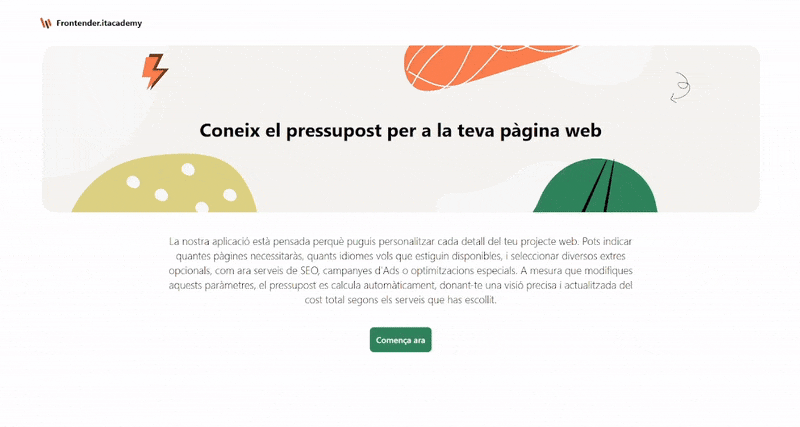 Frontender.itacademy
Coneix el pressupost per a la teva pàgina web
La nostra aplicació està pensada perquè puguis personalitzar cada detall del teu projecte web. Pots indicar
quantes pàgines necessitaràs, quants idiomes vols que estiguin disponibles, i seleccionar diversos extres
opcionals, com ara serveis de SEO, campanyes d'Ads o optimitzacions especials. A mesura que modifiques
aquests paràmetres, el pressupost es calcula automàticament, donant-te una visió precisa i actualitzada del
cost total segons els serveis que has escollit.
Comença ara